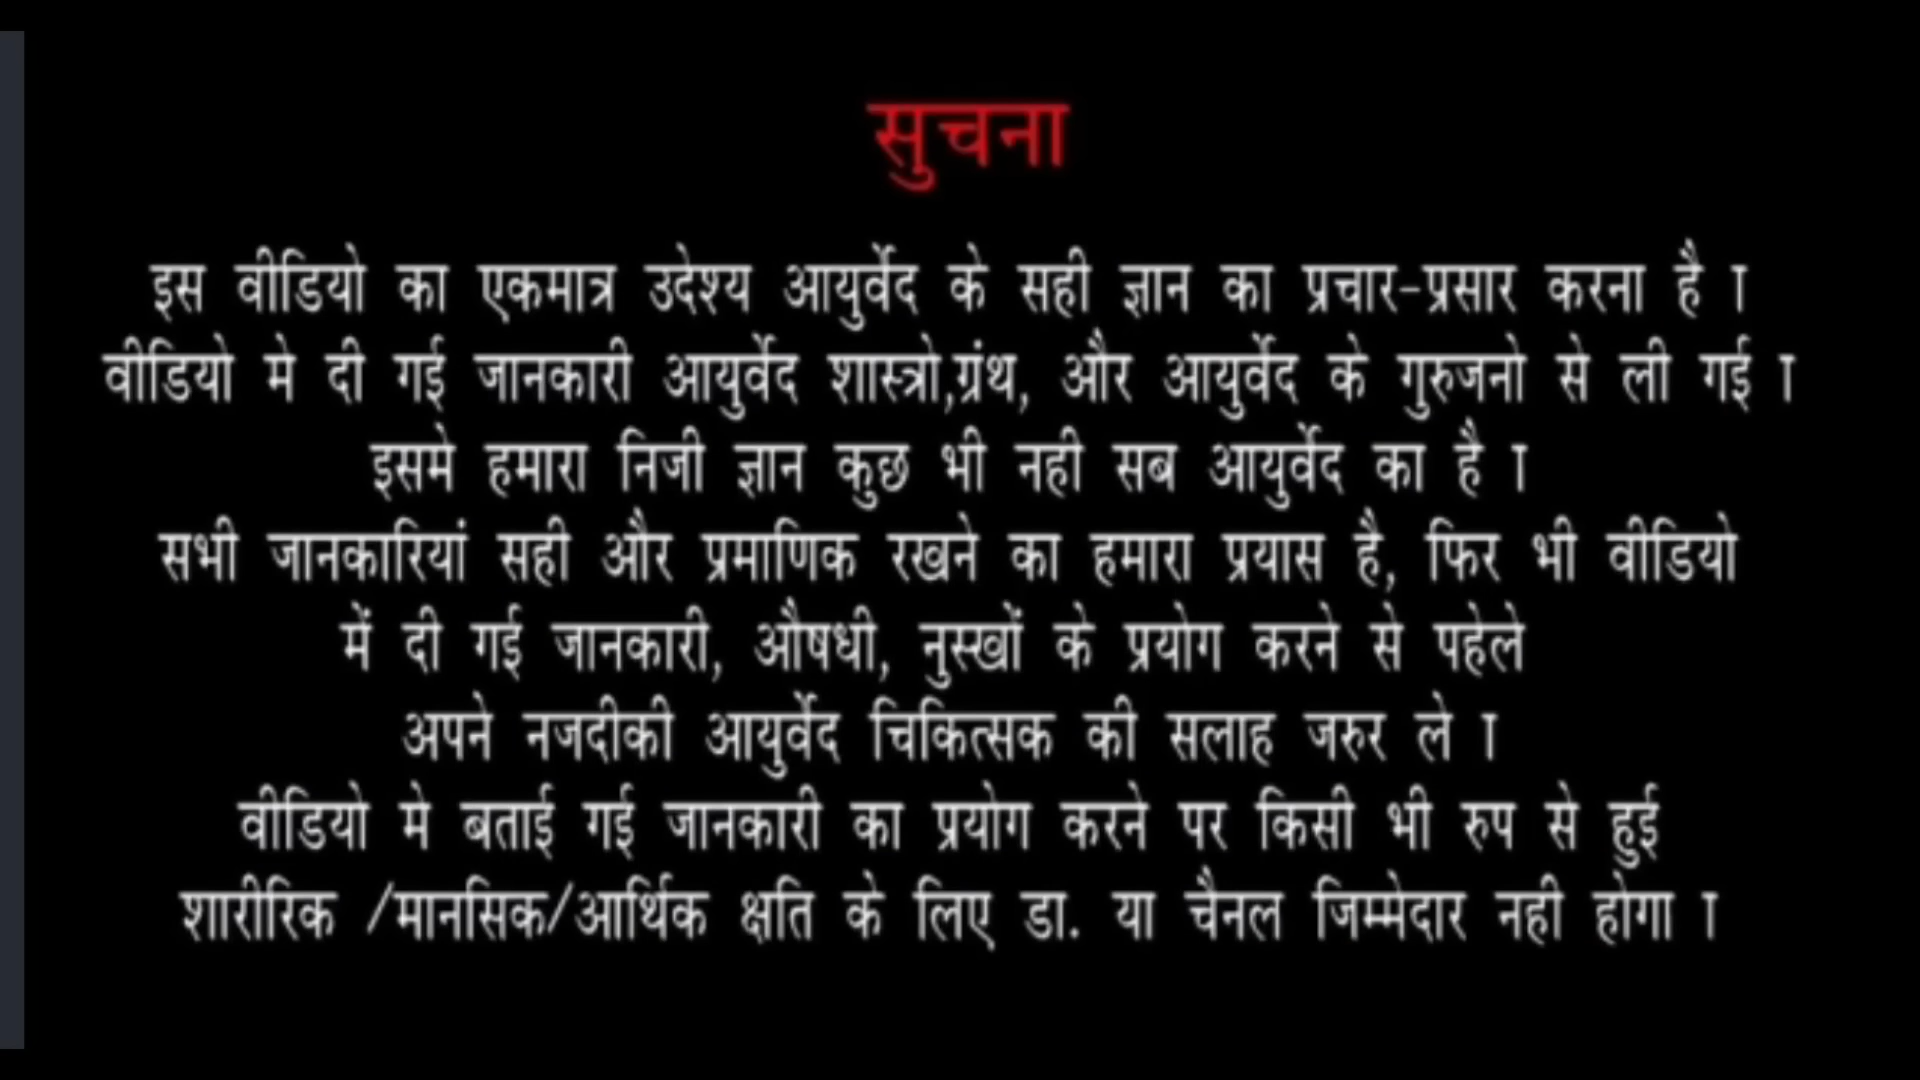 सुचना
इस वीडियो का एकमात्र उदेश्य आयुर्वेद के सही ज्ञान का प्रचार-प्रसार करना है ा
वीडियो मे दी गई जानकारी आयुर्वेद शास्त्रो,ग्रंथ, और आयुर्वेद के गुरुजनो से ली गई ा
इसमे हमारा निजी ज्ञान कुछ भी नही सब आयुर्वेद का है ा
सभी जानकारियां सही और प्रमाणिक रखने का हमारा प्रयास है, फिर भी वीडियो
में दी गई जानकारी, औषधी, नुस्खों के प्रयोग करने से पहेले
अपने नजदीकी आयुर्वेद चिकित्सक की सलाह जरुर ले ा
वीडियो मे बताई गई जानकारी का प्रयोग करने पर किसी भी रुप से हुई
शारीरिक /मानसिक/आर्थिक क्षति के लिए डा. या चैनल जिम्मेदार नही होगा ा